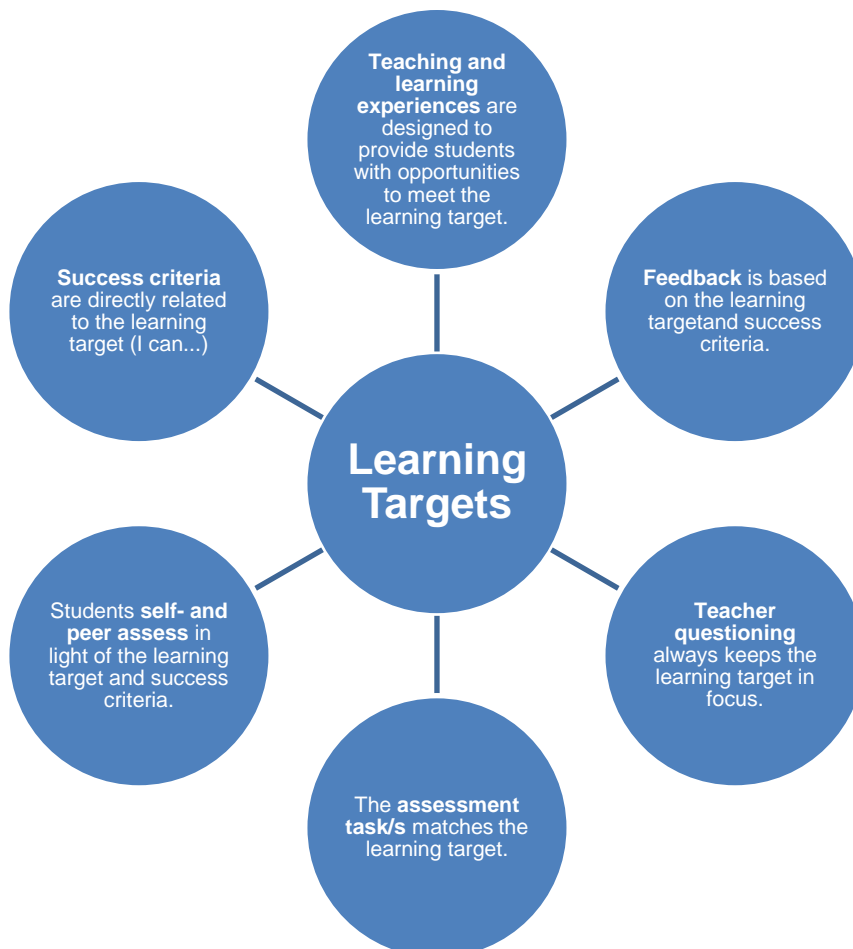 Teaching and
learning
experiences are
designed to
provide students
with opportunities
to meet the
learning target.
Success criteria
are directly related
to the learning
target (I can...)
Feedback is based
on the learning
targetand success
criteria.
Learning
Targets
Students self- and
peer assess in
light of the learning
target and success
criteria.
Teacher
questioning
always keeps the
learning target in
focus.
The assessment
task/s matches the
learning target.